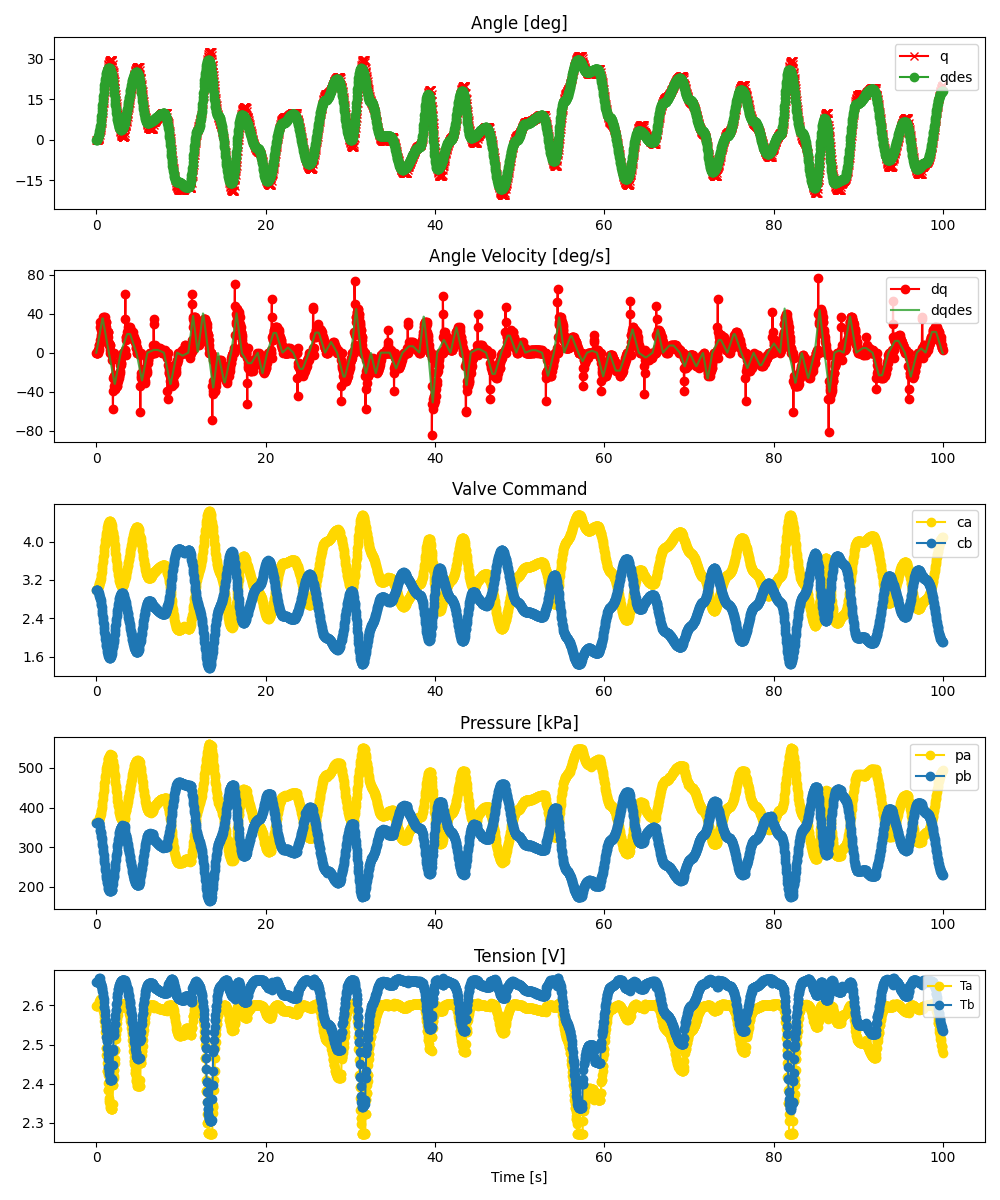 Angle [deg]
30
15
0
−15
q
qdes
0 20 40 60 80 100
Angle Velocity [deg/s]
80
40
0
−40
−80
dq
dqdes
0 20 40 60 80 100
Valve Command
4.0
3.2
2.4
1.6
ca
cb
0 20 40 60 80 100
Pressure [kPa]
500
400
300
200
pa
pb
0 20 40 60 80 100
Tension [V]
2.6
2.5
2.4
2.3
Ta
Tb
0 20 40 60 80 100
Time [s]